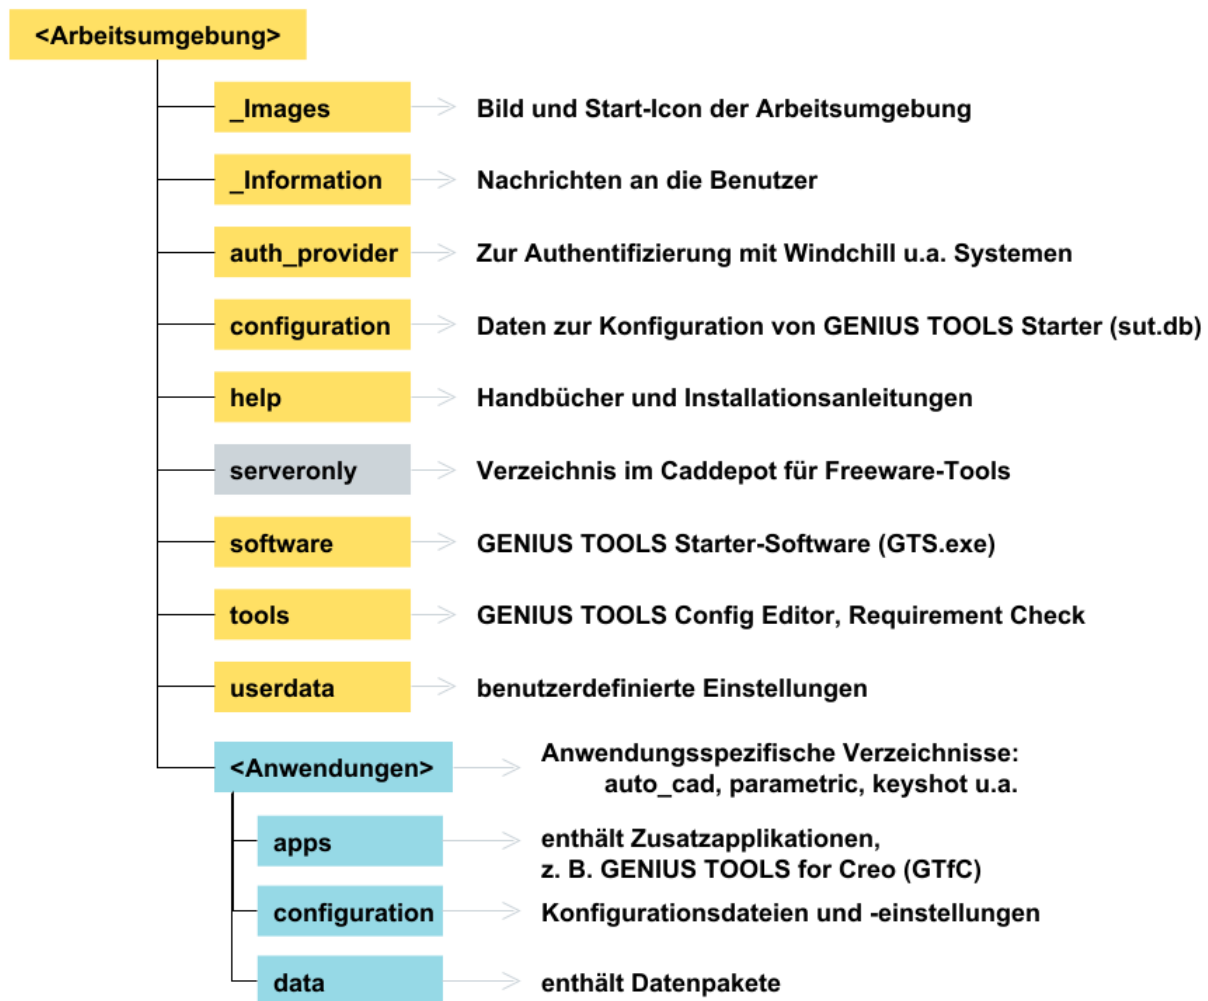 <Arbeitsumgebung>
_Images
Bild und Start-Icon der Arbeitsumgebung
_Information
Nachrichten an die Benutzer
auth_provider
Zur Authentifizierung mit Windchill u.a. Systemen
configuration
Daten zur Konfiguration von GENIUS TOOLS Starter (sut.db)
help
Handbücher und Installationsanleitungen
serveronly
Verzeichnis im Caddepot für Freeware-Tools
software
GENIUS TOOLS Starter-Software (GTS.exe)
tools
GENIUS TOOLS Config Editor, Requirement Check
userdata
benutzerdefinierte Einstellungen
<Anwendungen>
Anwendungsspezifische Verzeichnisse:
auto_cad, parametric, keyshot u.a.
apps
enthält Zusatzapplikationen,
z. B. GENIUS TOOLS for Creo (GTfC)
configuration
Konfigurationsdateien und -einstellungen
data
enthält Datenpakete